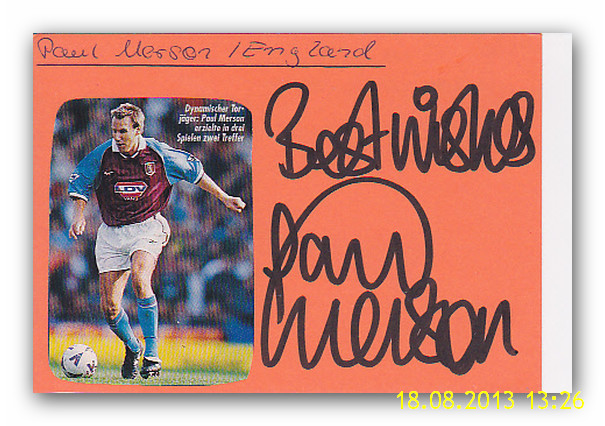 Paul Merson / England
Dynamischer Tor-
jäger: Paul Merson
erzielte in drei
Spielen zwei Treffer
LDV
Best wishes
Paul
Merson
18.08.2013 13:26